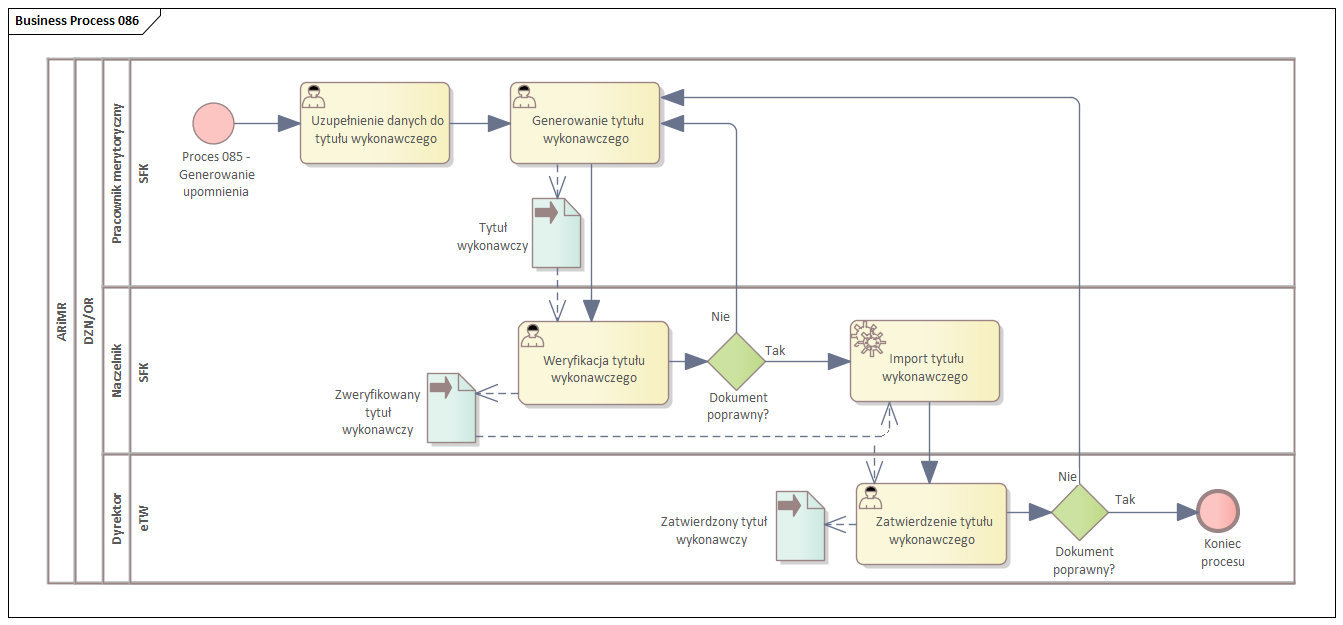 Business Process 086
ARiMR
DZN/OR
Pracownik merytoryczny
SFK
Proces 085 -
Generowanie
upomnienia
Uzupełnienie danych do
tytułu wykonawczego
Generowanie tytułu
wykonawczego
Tytuł
wykonawczy
Naczelnik
SFK
Weryfikacja tytułu
wykonawczego
Nie
Tak
Dokument
poprawny?
Import tytułu
wykonawczego
Zweryfikowany
tytuł
wykonawczy
Dyrektor
eTW
Zatwierdzony tytuł
wykonawczy
Zatwierdzenie tytułu
wykonawczego
Nie
Tak
Dokument
poprawny?
Koniec
procesu